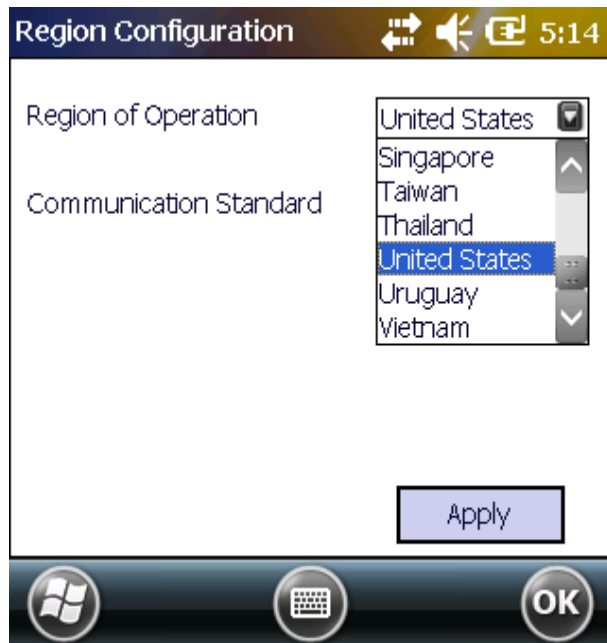 Region Configuration 5:14
Region of Operation United States
Singapore
Communication Standard Taiwan
Thailand
United States
Uruguay
Vietnam
Apply
OK